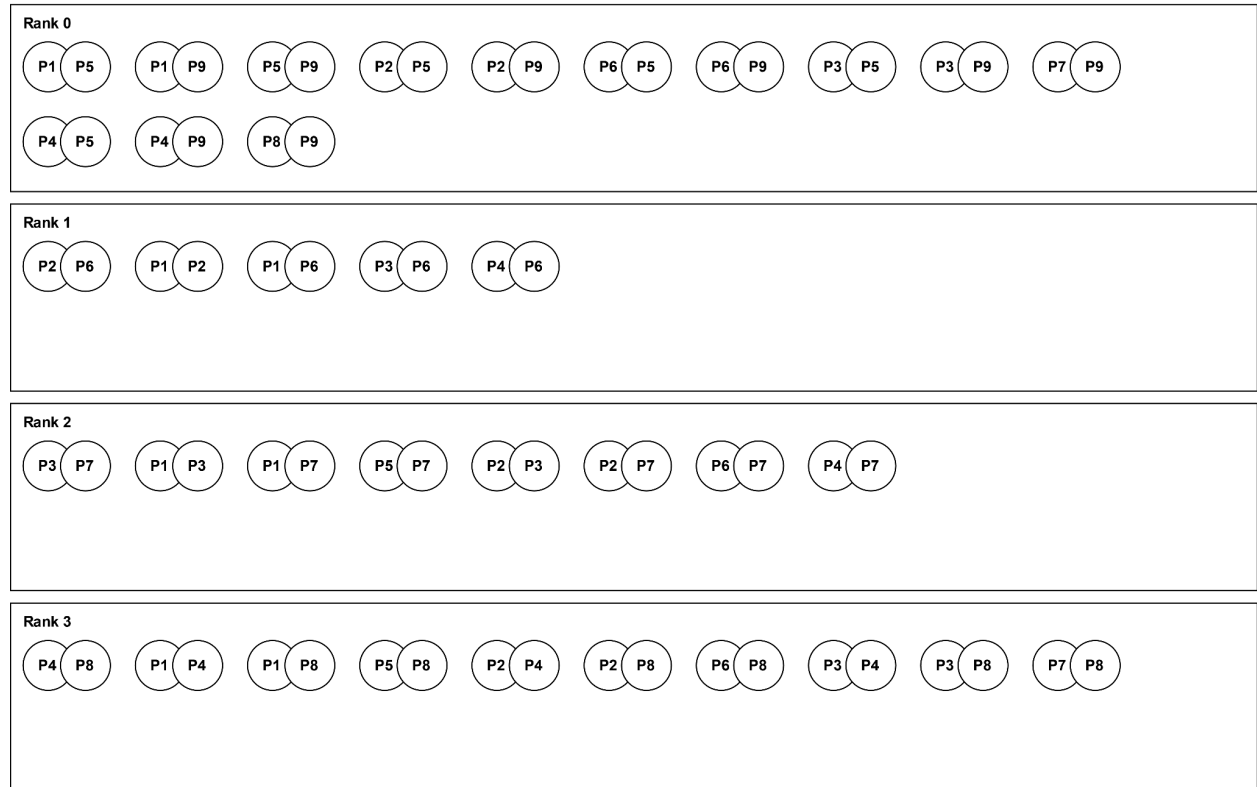 Rank 0
P1 P5 P1 P9 P5 P9 P2 P5 P2 P9 P6 P5 P6 P9 P3 P5 P3 P9 P7 P9
P4 P5 P4 P9 P8 P9
Rank 1
P2 P6 P1 P2 P1 P6 P3 P6 P4 P6
Rank 2
P3 P7 P1 P3 P1 P7 P5 P7 P2 P3 P2 P7 P6 P7 P4 P7
Rank 3
P4 P8 P1 P4 P1 P8 P5 P8 P2 P4 P2 P8 P6 P8 P3 P4 P3 P8 P7 P8